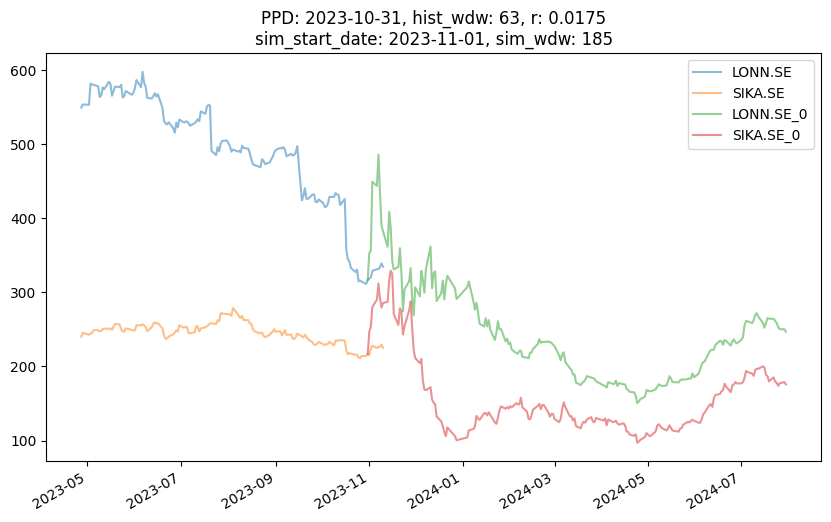 PPD: 2023-10-31, hist_wdw: 63, r: 0.0175
sim_start_date: 2023-11-01, sim_wdw: 185
LONN.SE
SIKA.SE
LONN.SE_0
SIKA.SE_0
600
500
400
300
200
100
2023-05
2023-07
2023-09
2023-11
2024-01
2024-03
2024-05
2024-07